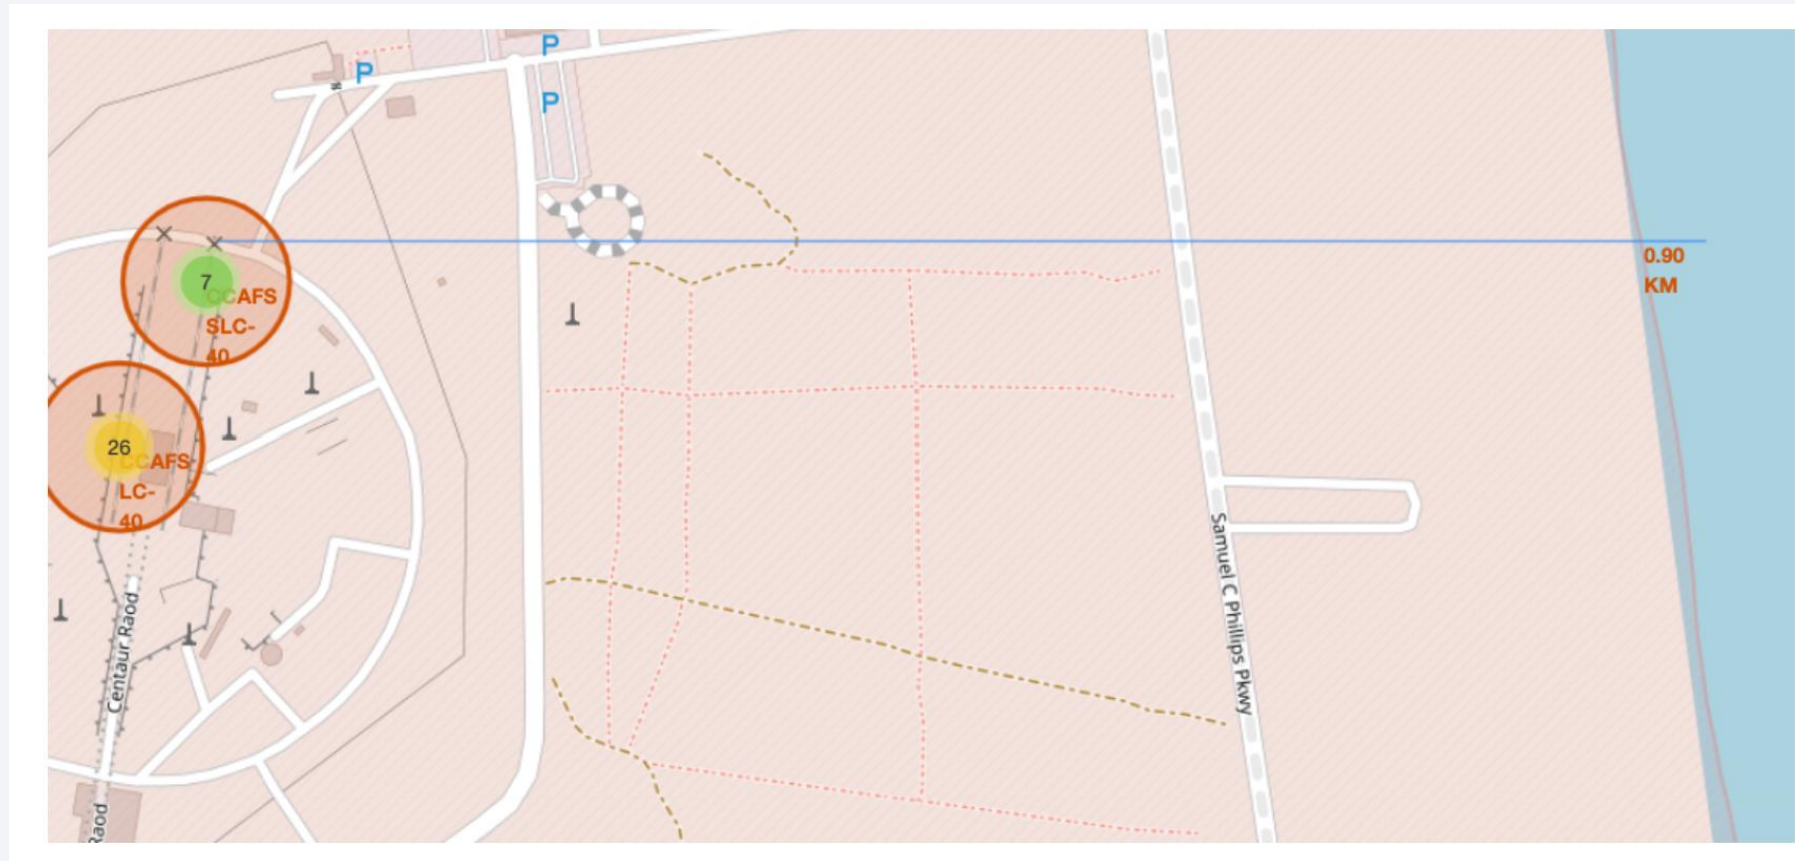 P
P
P
7
CCAFS
SLC-
40
0.90
KM
26
CCAFS
LC-
40
Samuel C Phillips Pkwy
Centaur Raod
Raod